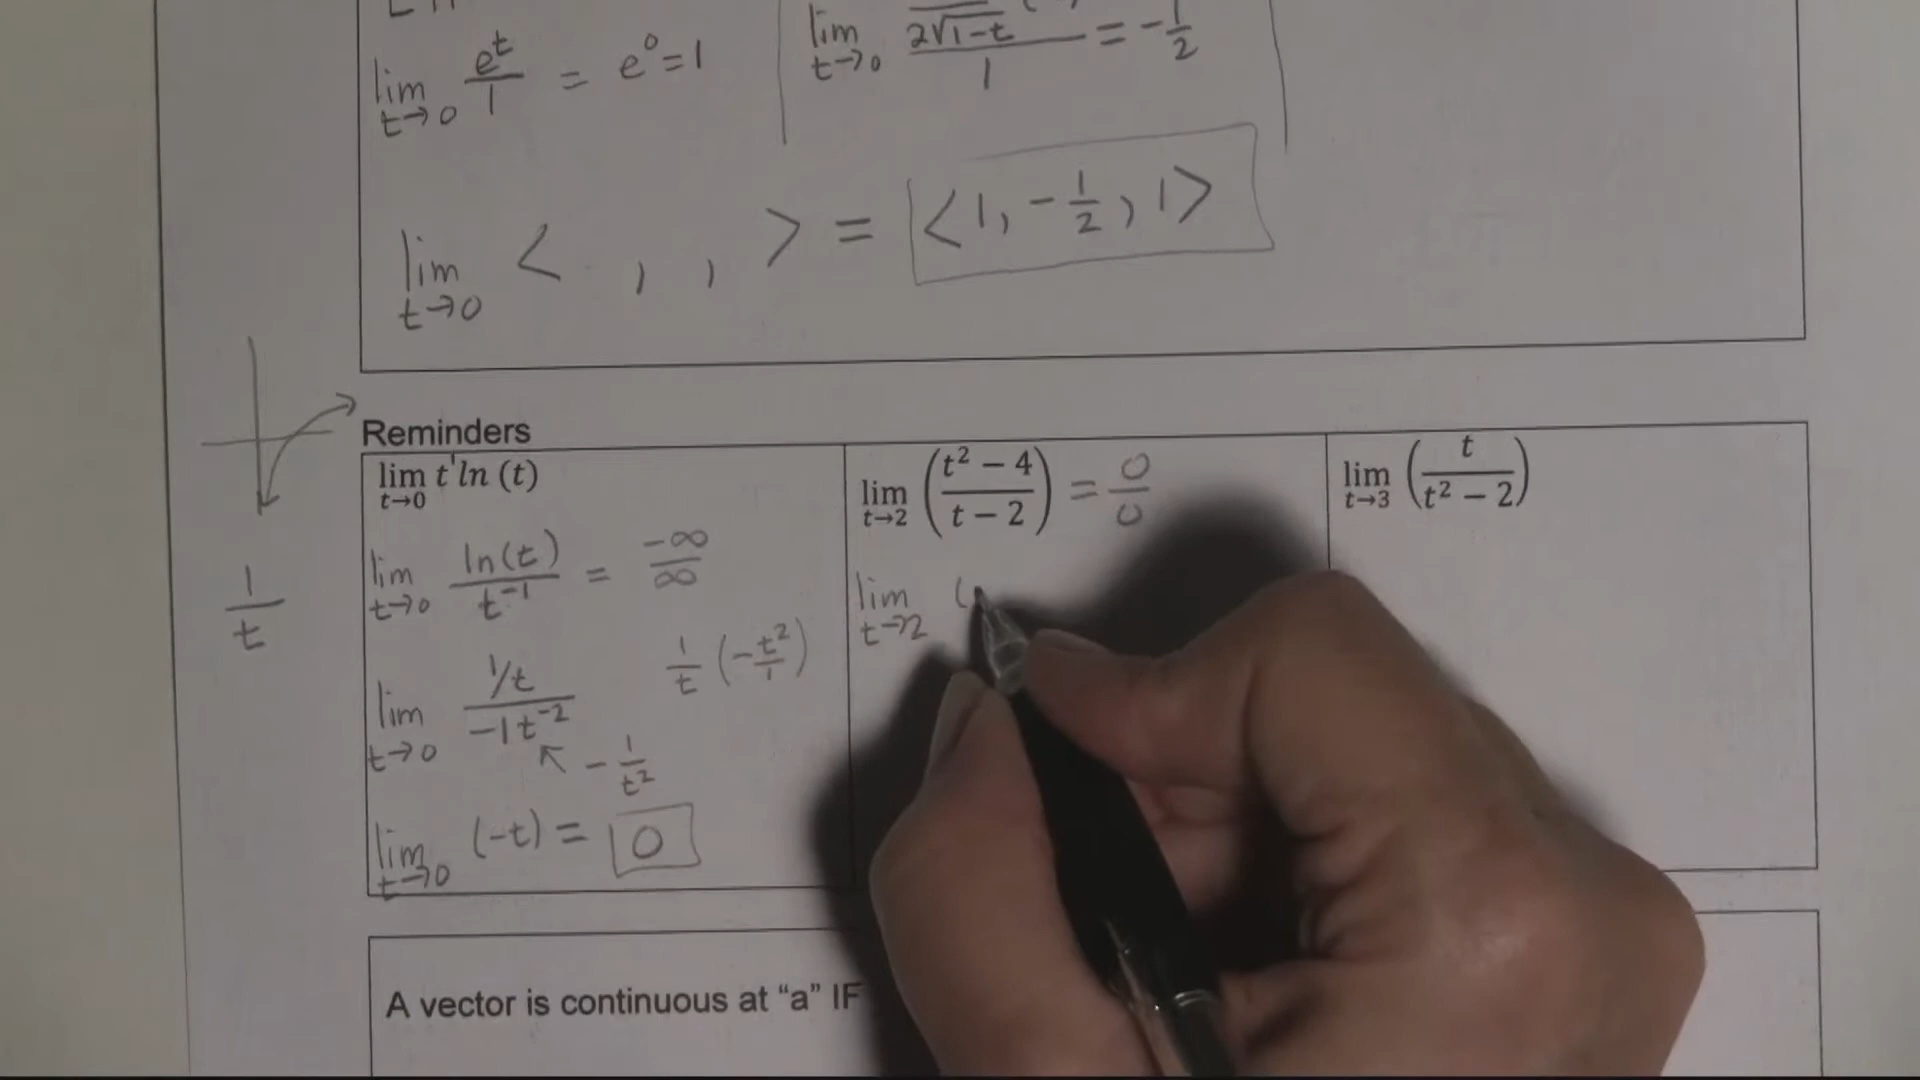 lim t→0 e^t/1 = e^0 = 1
lim t→0 2√1-t / 1 = -1/2
lim t→0 < , , > = <1, -1/2, 1>
Reminders
lim t→0 t' ln (t)
lim t→0 ln(t)/t^-1 = -∞/∞
1/t
lim t→0 1/t / -1t^-2
1/t (-t^2/1)
↖ -1/t^2
lim t→0 (-t) = 0
lim t→2 (t^2 - 4 / t - 2) = 0/0
lim t→2 (
lim t→3 (t / t^2 - 2)
A vector is continuous at “a” IF